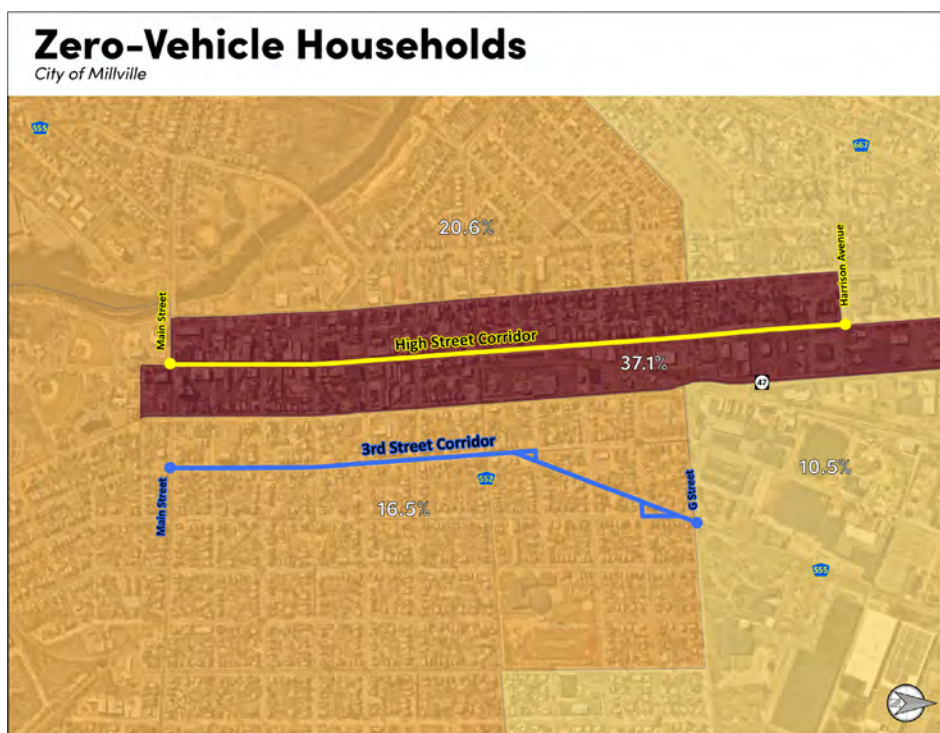 Zero-Vehicle Households
City of Millville
555
667
20.6%
Main Street
Harrison Avenue
High Street Corridor
37.1%
47
3rd Street Corridor
552
Main Street
16.5%
G Street
10.5%
555